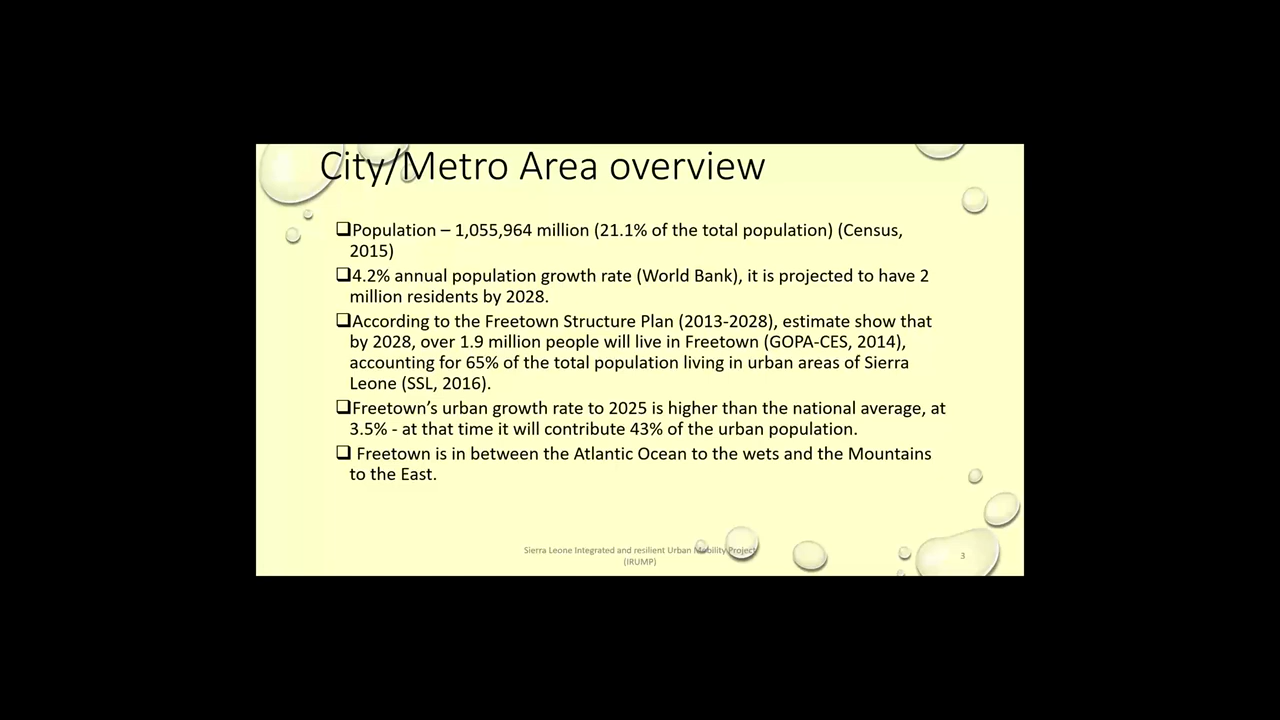 City/Metro Area overview
❑Population – 1,055,964 million (21.1% of the total population) (Census,
2015)
❑4.2% annual population growth rate (World Bank), it is projected to have 2
million residents by 2028.
❑According to the Freetown Structure Plan (2013-2028), estimate show that
by 2028, over 1.9 million people will live in Freetown (GOPA-CES, 2014),
accounting for 65% of the total population living in urban areas of Sierra
Leone (SSL, 2016).
❑Freetown’s urban growth rate to 2025 is higher than the national average, at
3.5% - at that time it will contribute 43% of the urban population.
❑ Freetown is in between the Atlantic Ocean to the wets and the Mountains
to the East.
Sierra Leone Integrated and resilient Urban Mobility Project
(IRUMP)
3